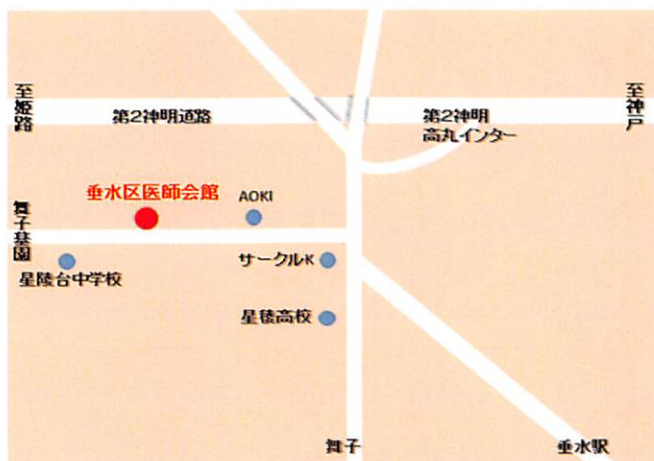 至姫路
第2神明道路
第2神明
高丸インター
至神戸
垂水区医師会館
AOKI
舞子墓園
星陵台中学校
サークルK
星稜高校
舞子
垂水駅